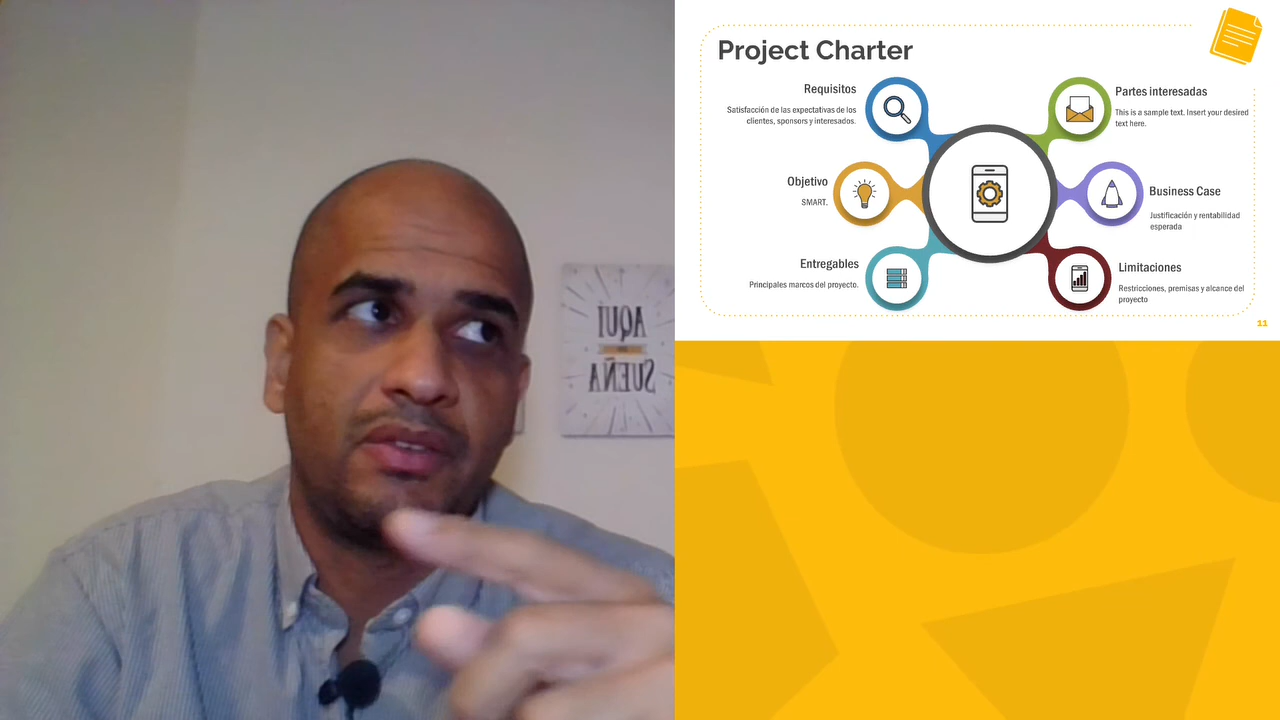 Project Charter
Requisitos
Satisfacción de las expectativas de los
clientes, sponsors y interesados.
Objetivo
SMART.
Entregables
Principales marcos del proyecto.
Partes interesadas
This is a sample text. Insert your desired
text here.
Business Case
Justificación y rentabilidad
esperada
Limitaciones
Restricciones, premisas y alcance del
proyecto
11
AQUI
SUEÑA